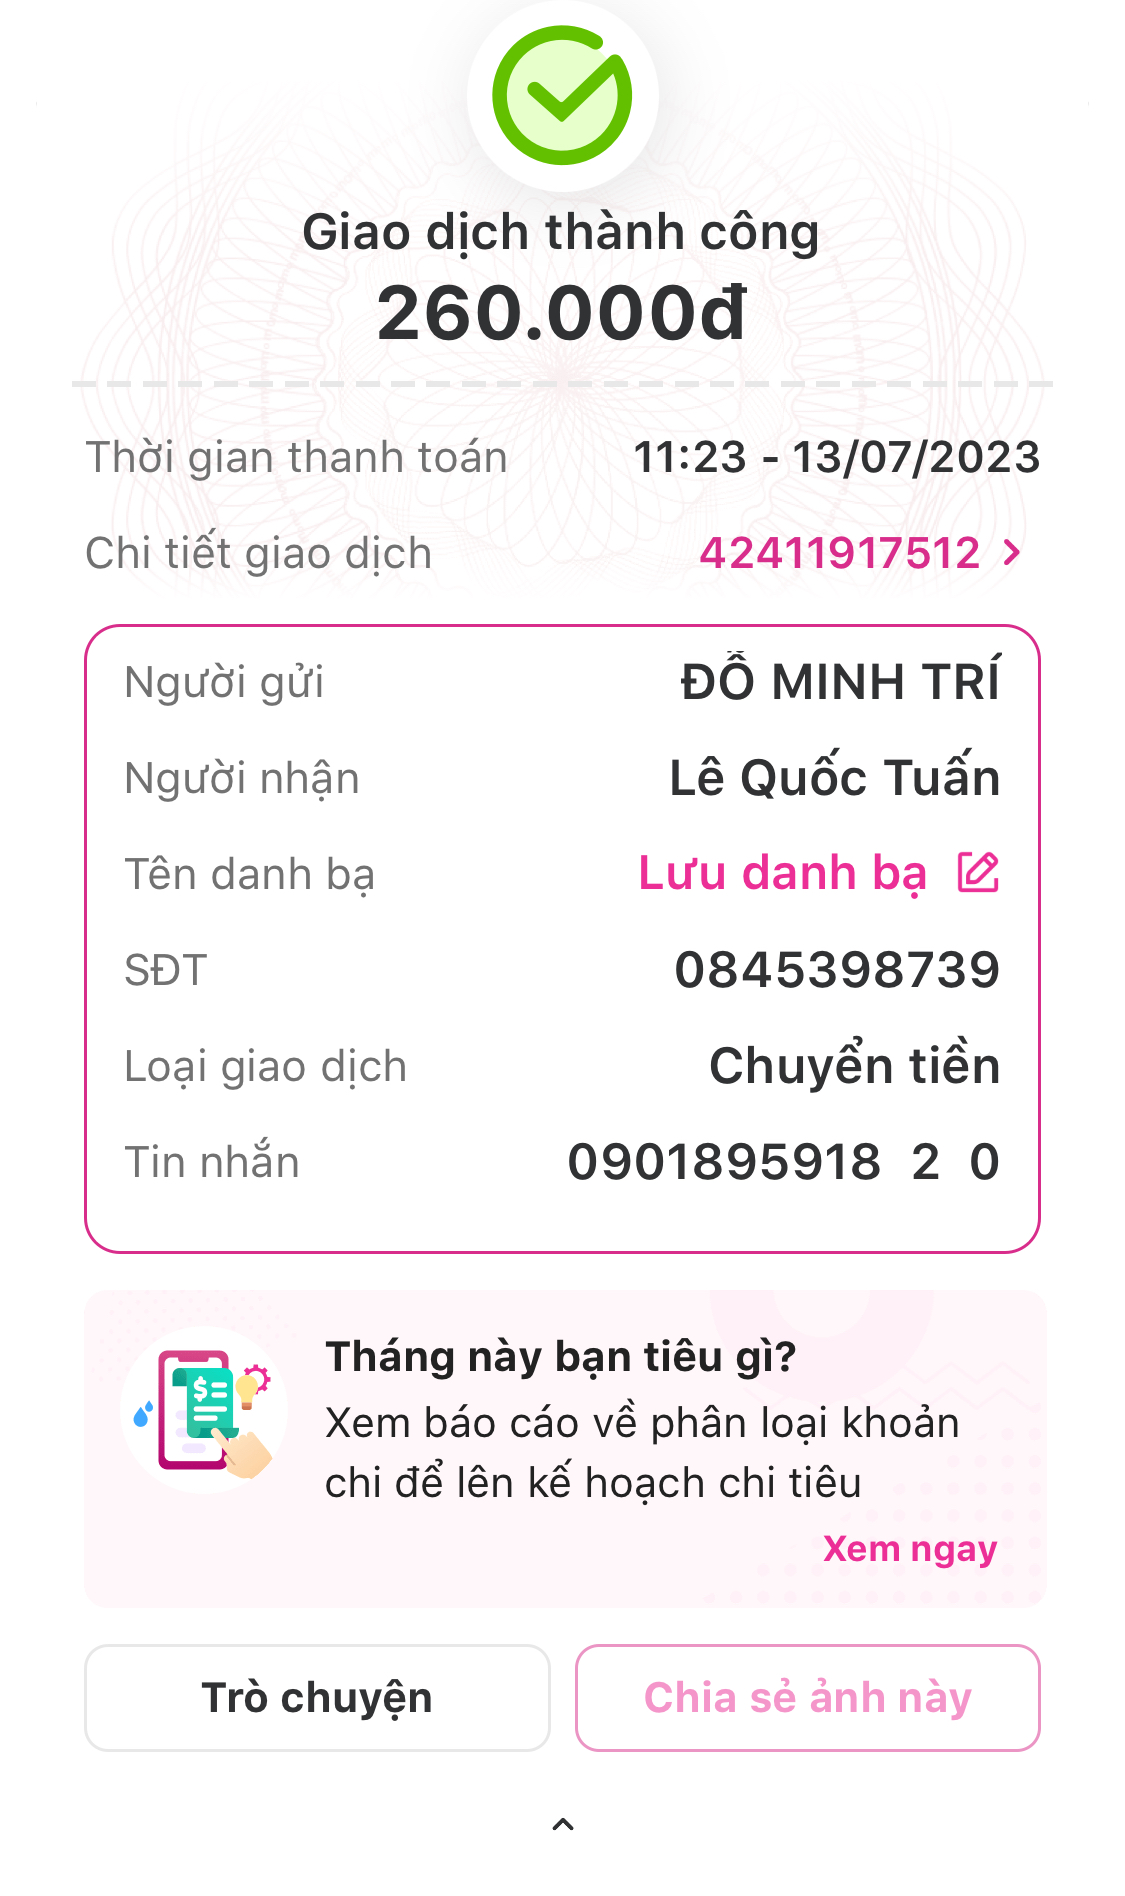 Giao dịch thành công
260.000đ
Thời gian thanh toán 11:23 - 13/07/2023
Chi tiết giao dịch 42411917512
Người gửi ĐỖ MINH TRÍ
Người nhận Lê Quốc Tuấn
Tên danh bạ Lưu danh bạ
SĐT 0845398739
Loại giao dịch Chuyển tiền
Tin nhắn 0901895918 2 0
$
Tháng này bạn tiêu gì?
Xem báo cáo về phân loại khoản
chi để lên kế hoạch chi tiêu
Xem ngay
Trò chuyện Chia sẻ ảnh này